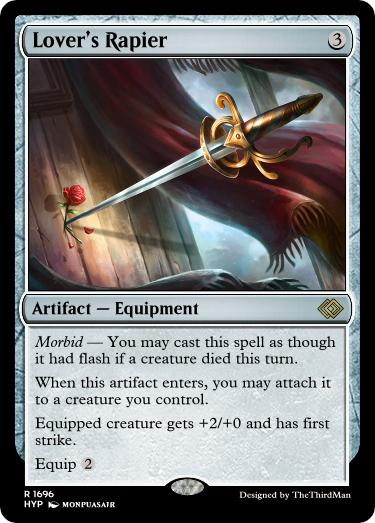 Lover's Rapier 3
Artifact — Equipment
Morbid — You may cast this spell as though
it had flash if a creature died this turn.
When this artifact enters, you may attach it
to a creature you control.
Equipped creature gets +2/+0 and has first
strike.
Equip 2
R 1696
HYP MONPUASAJR
Designed by TheThirdMan